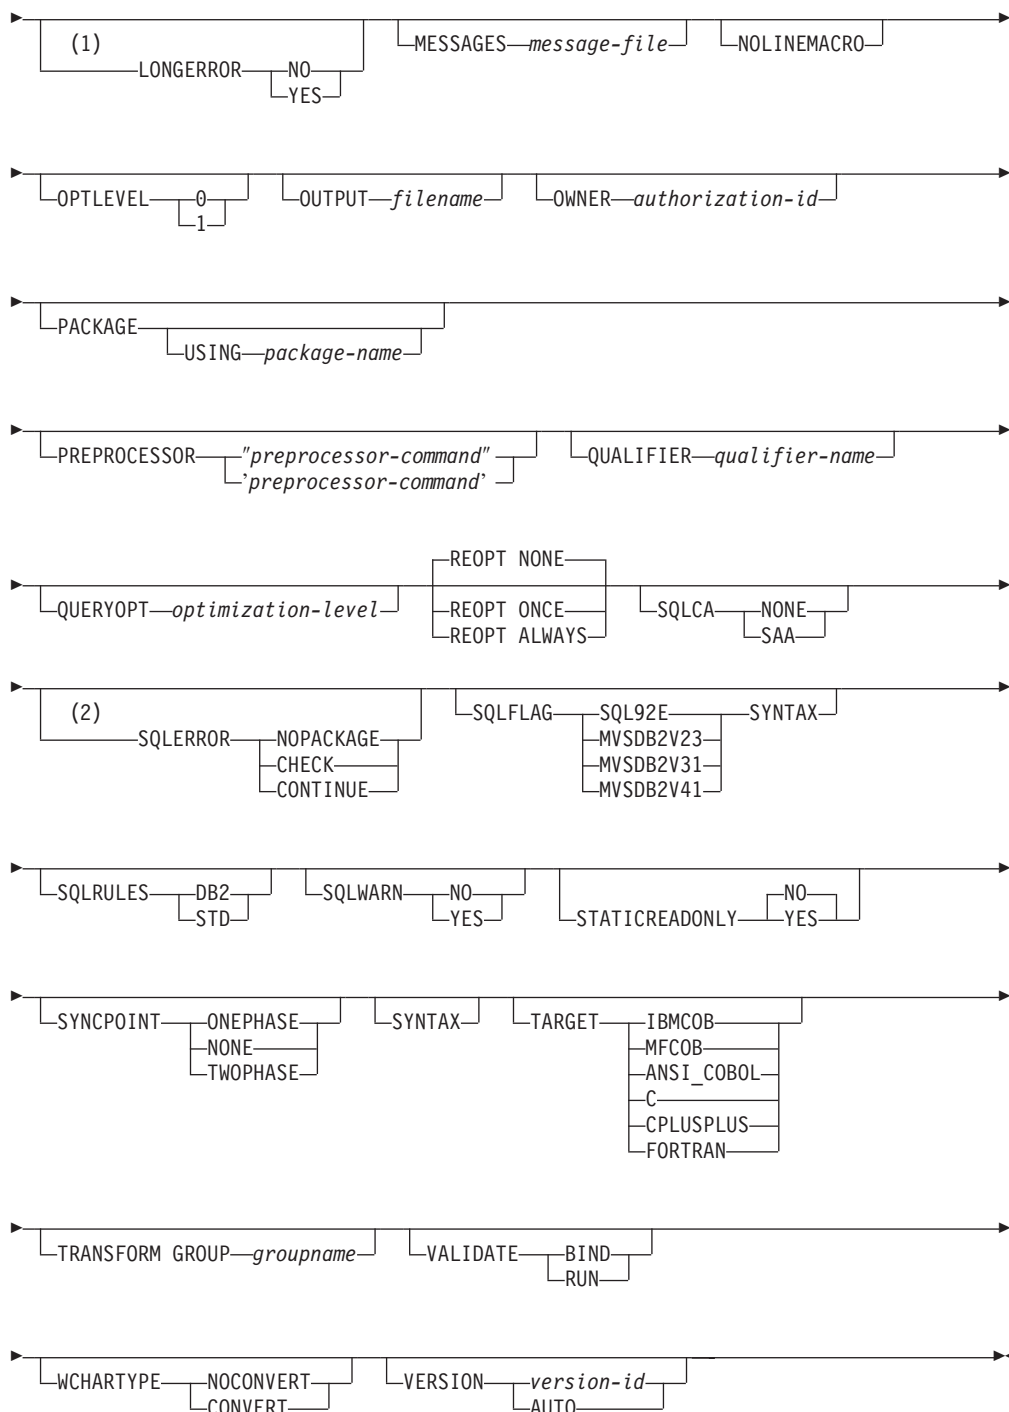 (1)
LONGERROR NO
YES
MESSAGES message-file
NOLINEMACRO
OPTLEVEL 0
1
OUTPUT filename
OWNER authorization-id
PACKAGE
USING package-name
PREPROCESSOR "preprocessor-command"
'preprocessor-command'
QUALIFIER qualifier-name
QUERYOPT optimization-level
REOPT NONE
REOPT ONCE
REOPT ALWAYS
SQLCA NONE
SAA
(2)
SQLERROR NOPACKAGE
CHECK
CONTINUE
SQLFLAG SQL92E SYNTAX
MVSDB2V23
MVSDB2V31
MVSDB2V41
SQLRULES DB2
STD
SQLWARN NO
YES
STATICREADONLY NO
YES
SYNCPOINT ONEPHASE
NONE
TWOPHASE
SYNTAX
TARGET IBMCOB
MFCOB
ANSI_COBOL
C
CPLUSPLUS
FORTRAN
TRANSFORM GROUP groupname
VALIDATE BIND
RUN
WCHARTYPE NOCONVERT
CONVERT
VERSION version-id
AUTO